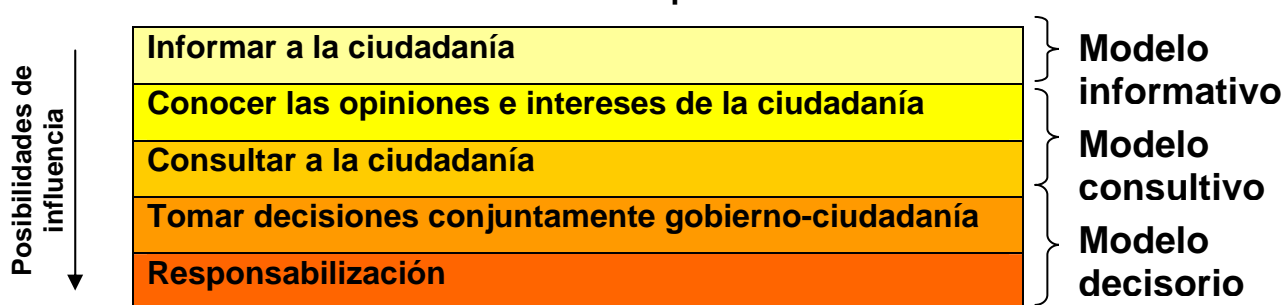 Informar a la ciudadanía
Conocer las opiniones e intereses de la ciudadanía
Consultar a la ciudadanía
Tomar decisiones conjuntamente gobierno-ciudadanía
Responsabilización
Posibilidades de
influencia
Modelo
informativo
Modelo
consultivo
Modelo
decisorio